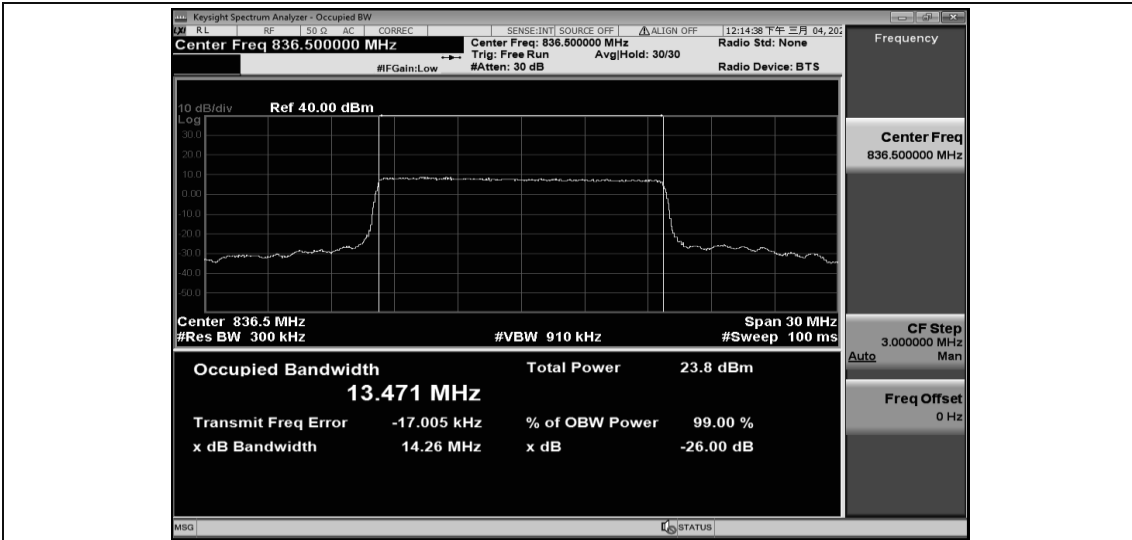 Keysight Spectrum Analyzer - Occupied BW
LXI RL RF 50 Ω AC CORREC SENSE:INT SOURCE OFF ALIGN OFF 12:14:38 下午 三月 04, 202
Center Freq 836.500000 MHz
Center Freq: 836.500000 MHz
Radio Std: None
Trig: Free Run Avg|Hold: 30/30
#IFGain:Low
#Atten: 30 dB
Radio Device: BTS
10 dB/div Ref 40.00 dBm
Log
30.0
20.0
10.0
0.00
-10.0
-20.0
-30.0
-40.0
-50.0
Center 836.5 MHz
Span 30 MHz
#Res BW 300 kHz
#VBW 910 kHz
#Sweep 100 ms
Occupied Bandwidth
Total Power 23.8 dBm
13.471 MHz
Transmit Freq Error -17.005 kHz
% of OBW Power 99.00 %
x dB Bandwidth 14.26 MHz
x dB -26.00 dB
Frequency
Center Freq
836.500000 MHz
CF Step
3.000000 MHz
Auto Man
Freq Offset
0 Hz
MSG
STATUS